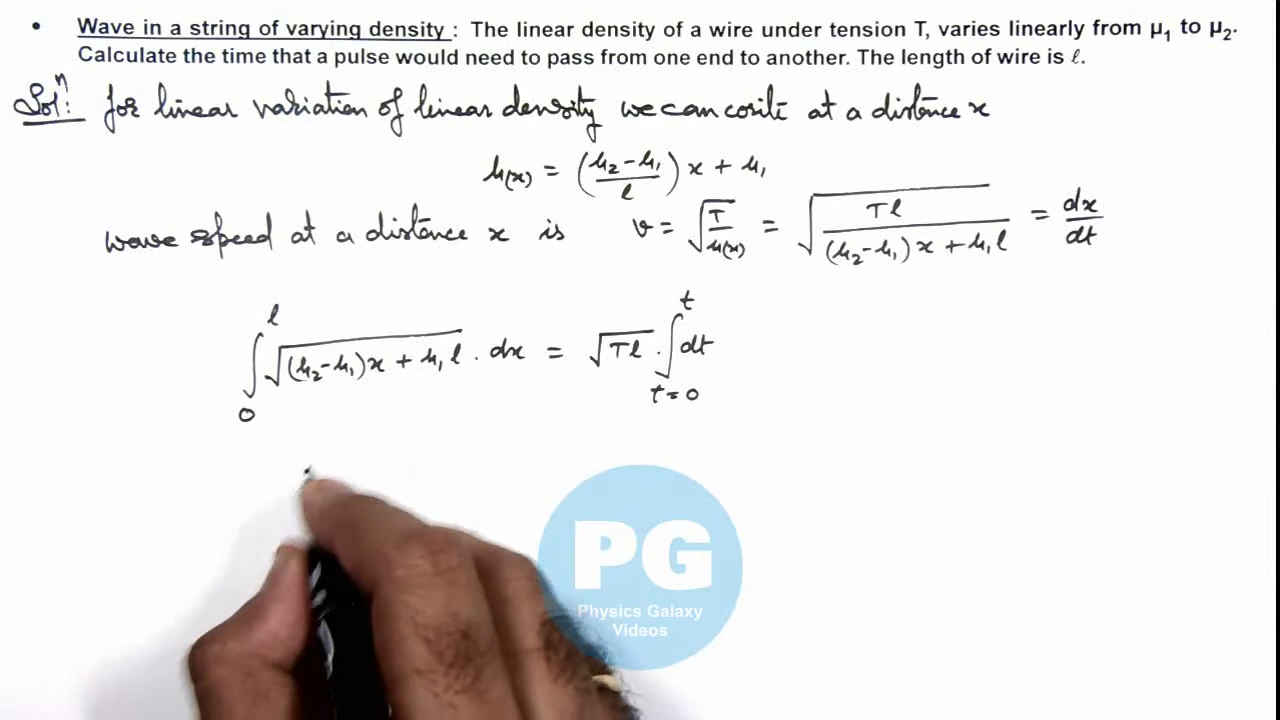 • Wave in a string of varying density : The linear density of a wire under tension T, varies linearly from μ₁ to μ₂.
Calculate the time that a pulse would need to pass from one end to another. The length of wire is ℓ.
Solⁿ: for linear variation of linear density we can write at a distance x
μ(x) = ((μ₂-μ₁)/l) x + μ₁
wave speed at a distance x is v = √(T/μ(x)) = √(Tl/((μ₂-μ₁)x + μ₁l)) = dx/dt
∫₀ˡ √((μ₂-μ₁)x + μ₁l) . dx = √(Tl) . ∫_{t=0}^{t} dt
PG
Physics Galaxy
Videos